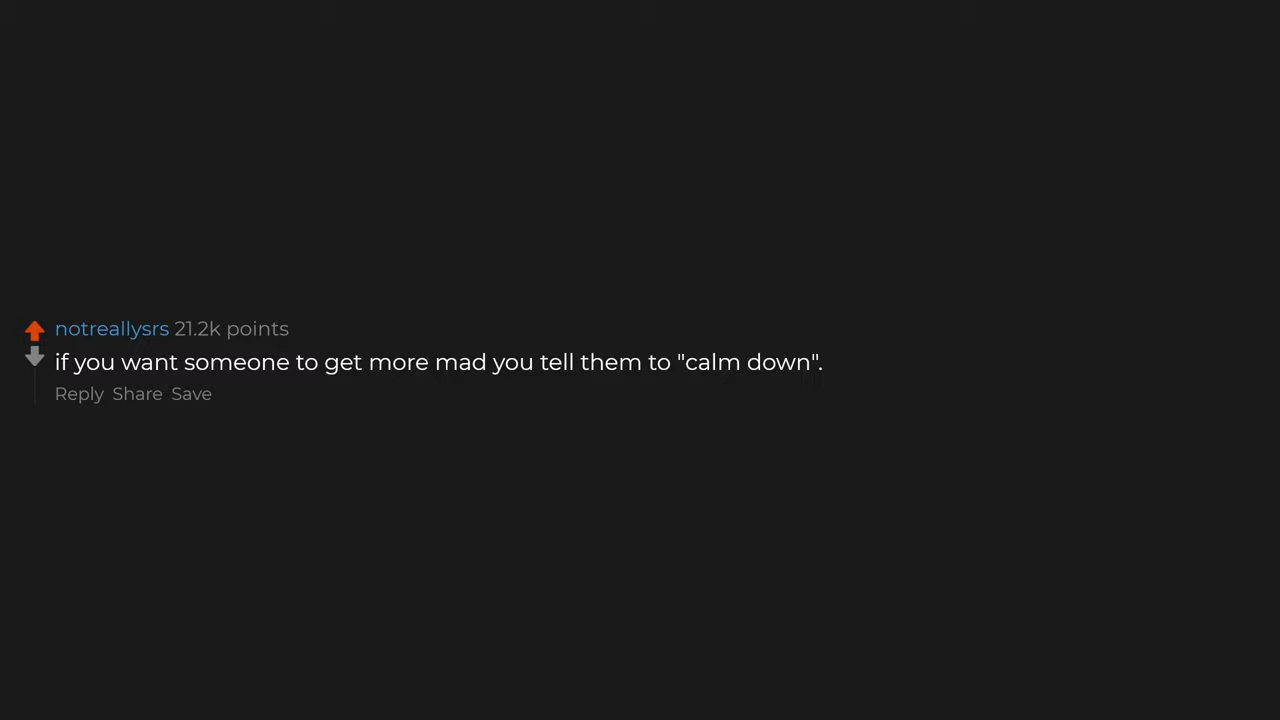 notreallysrs 21.2k points
if you want someone to get more mad you tell them to "calm down".
Reply Share Save